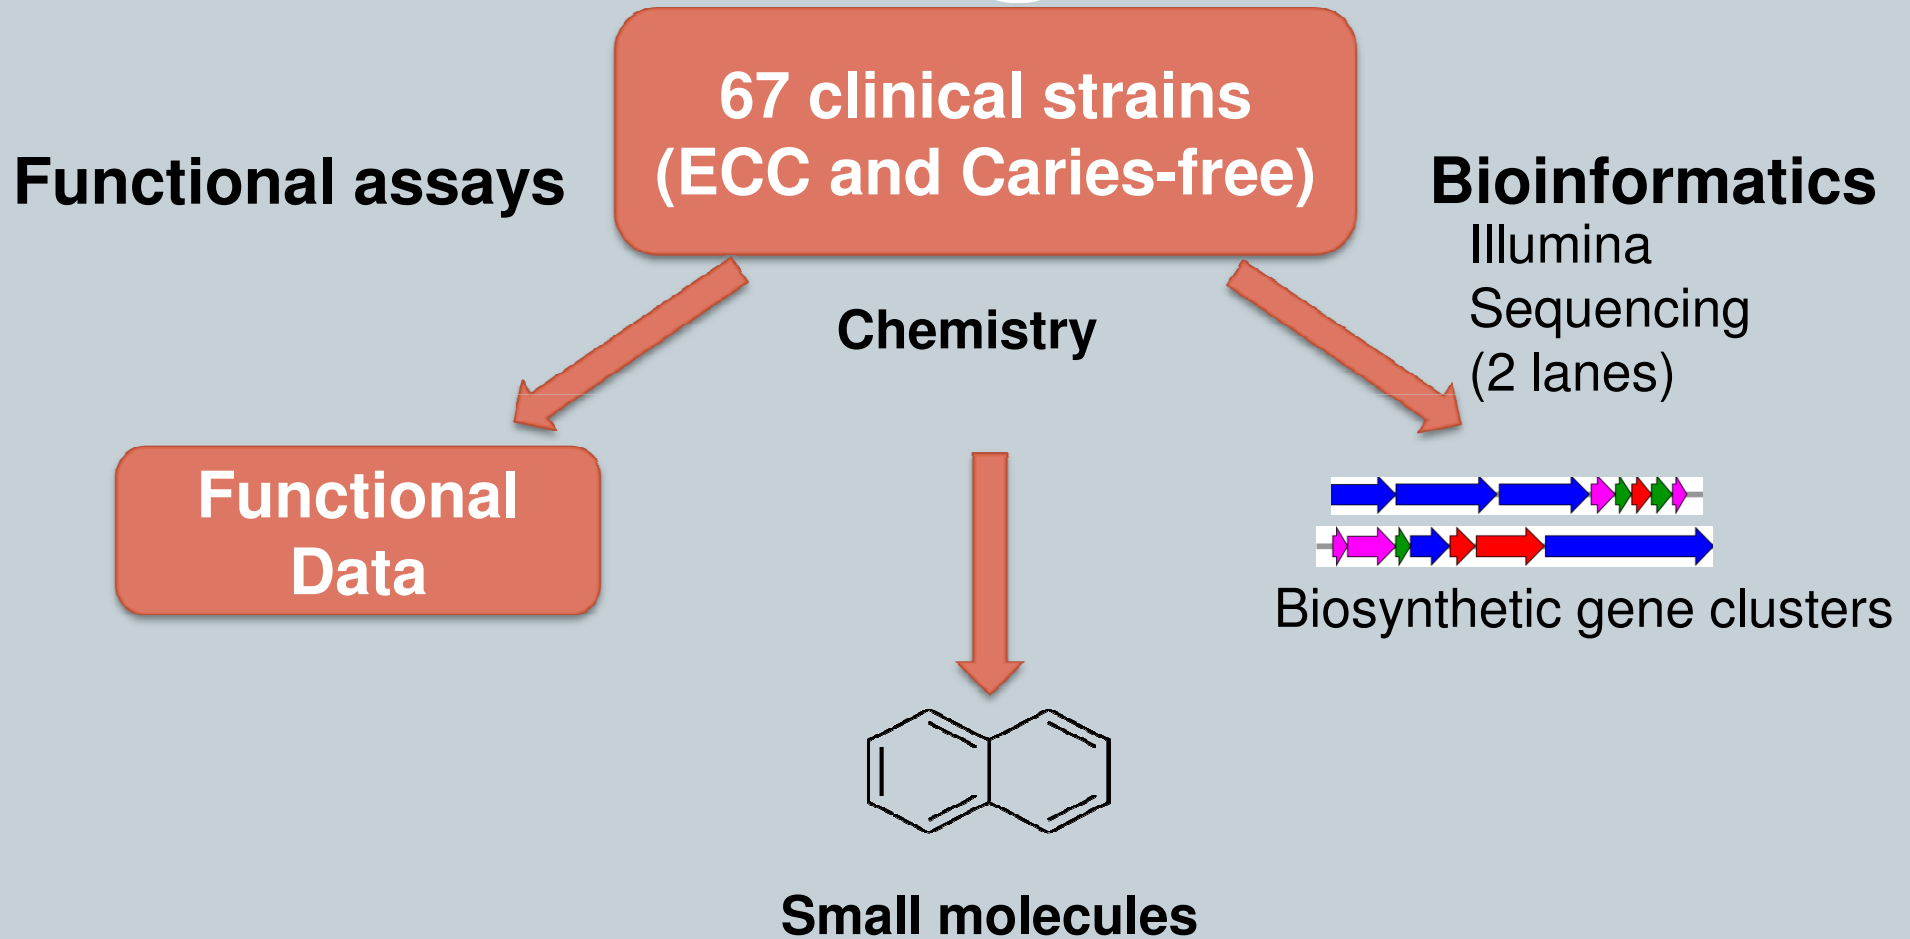 67 clinical strains
(ECC and Caries-free)
Functional assays
Bioinformatics
Illumina
Sequencing
(2 lanes)
Chemistry
Functional
Data
Biosynthetic gene clusters
Small molecules